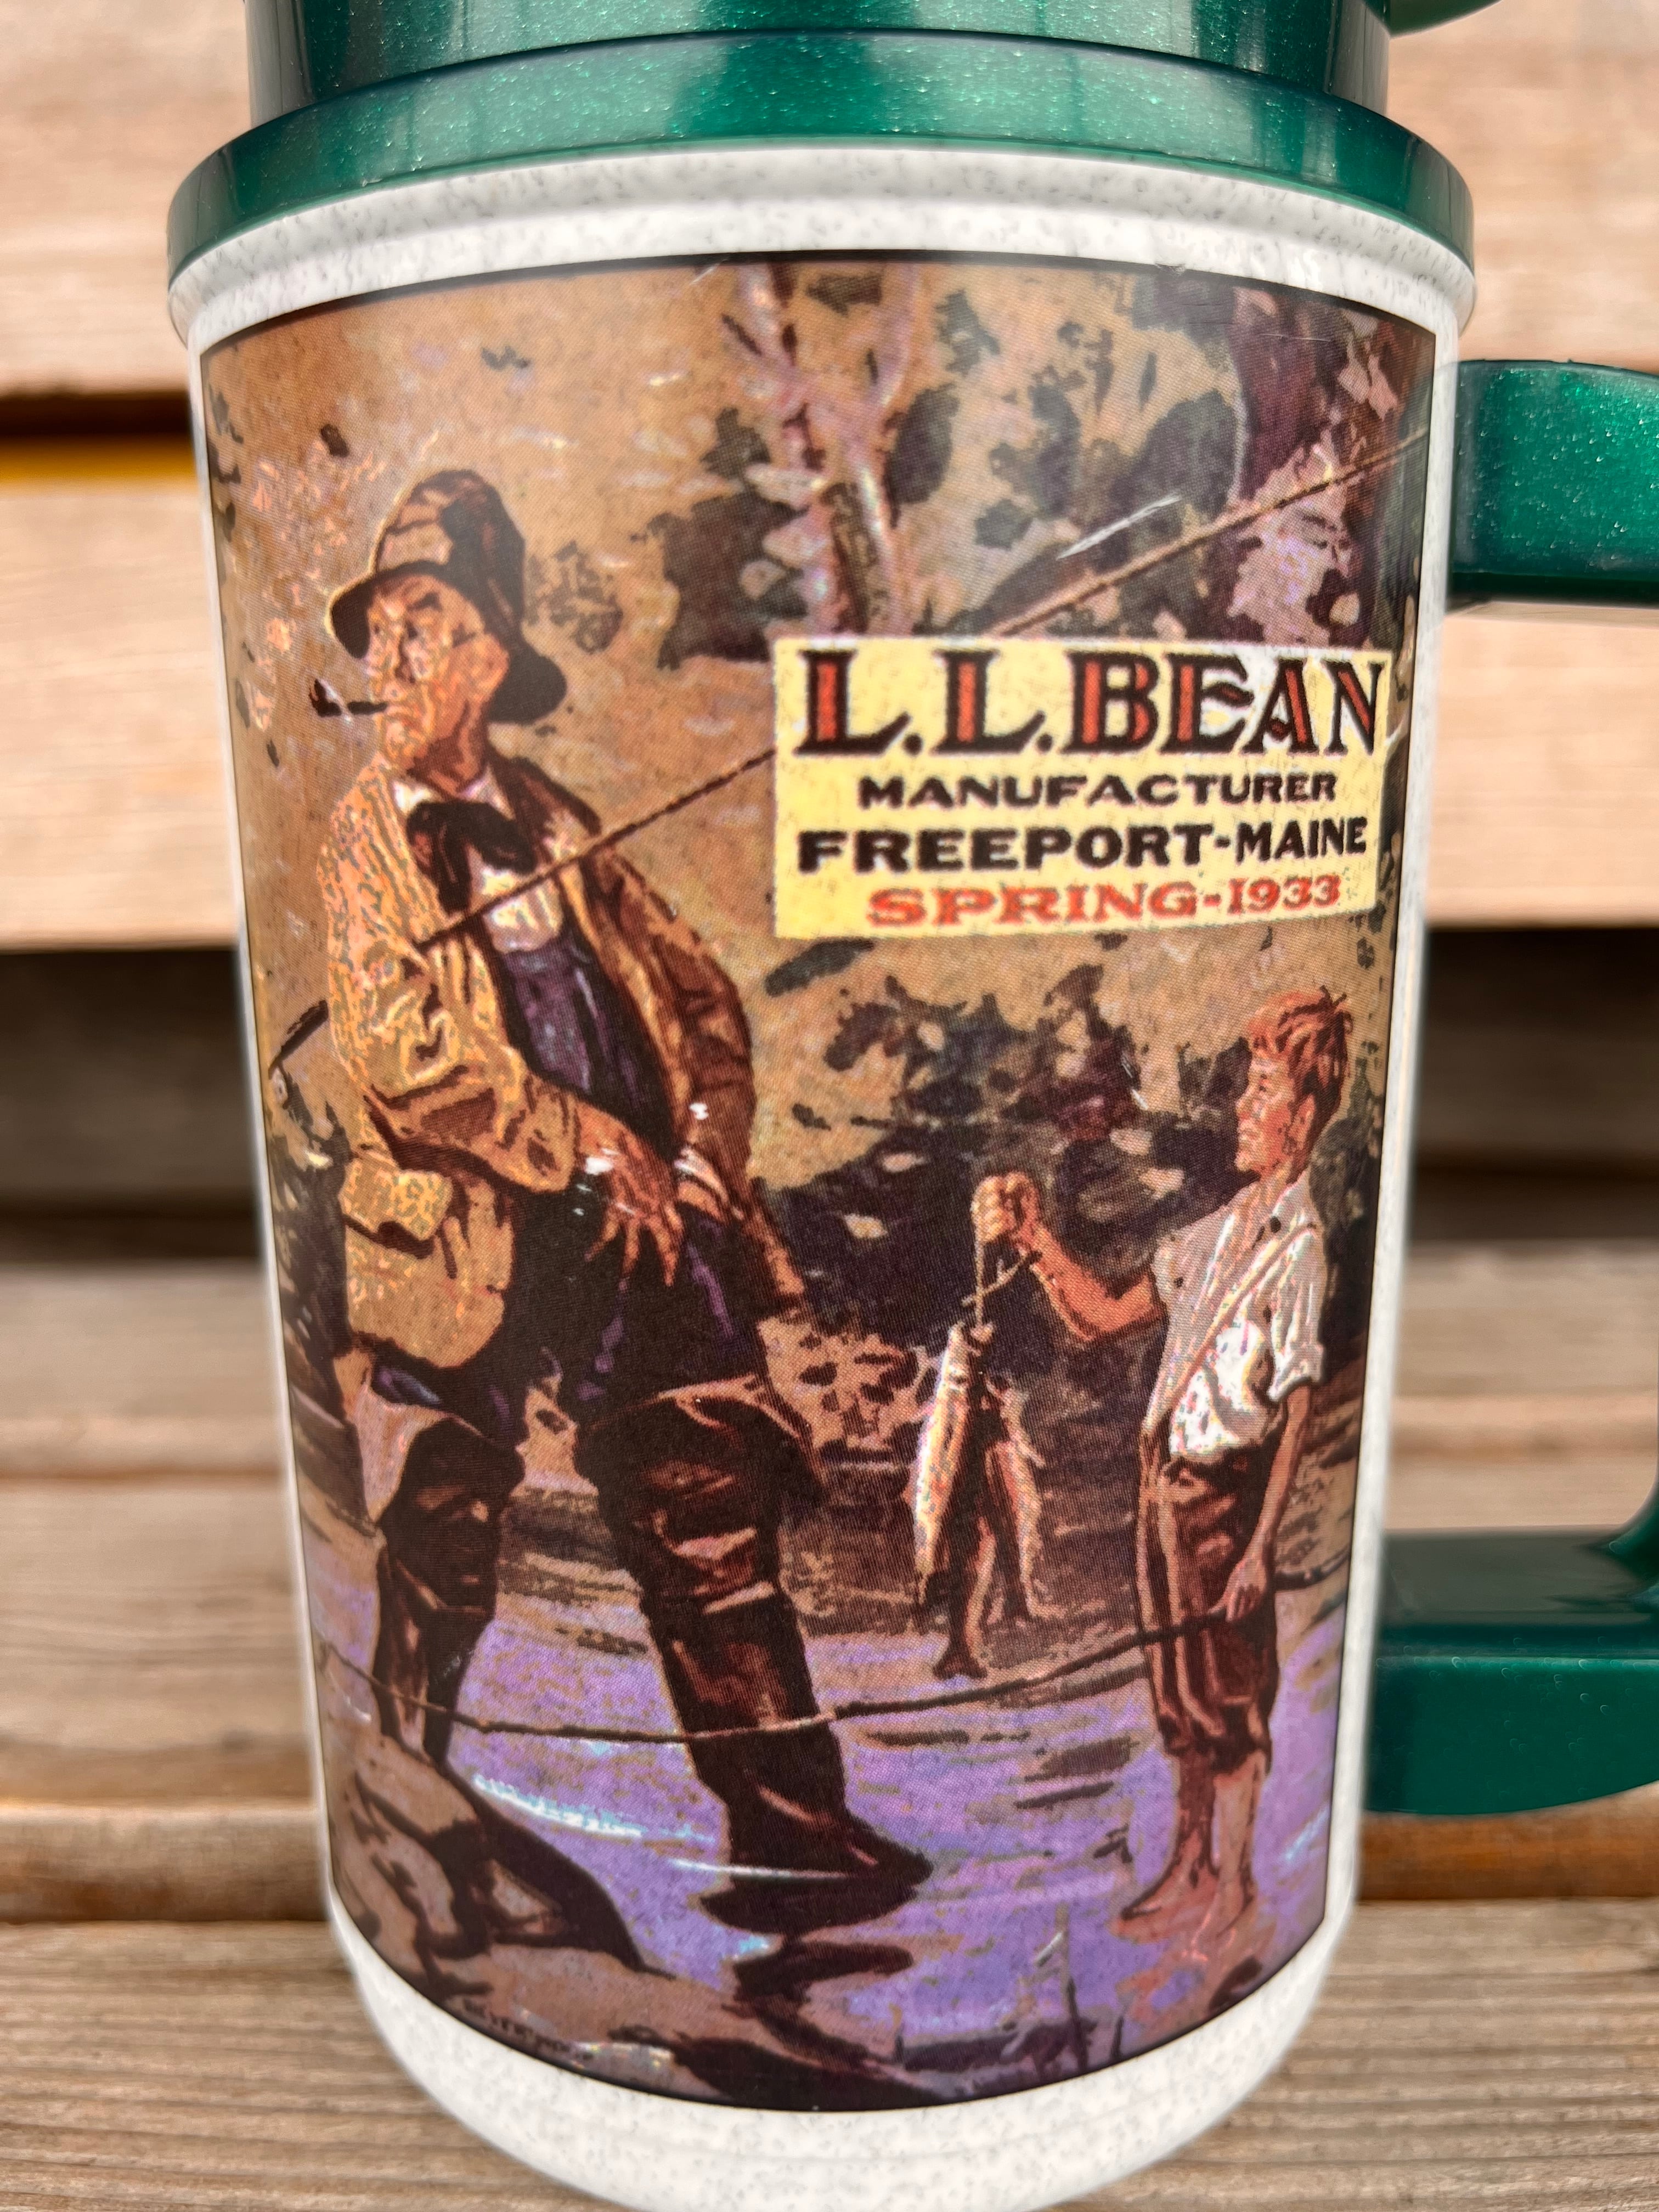 L.L.BEAN
MANUFACTURER
FREEPORT-MAINE
SPRING-1933